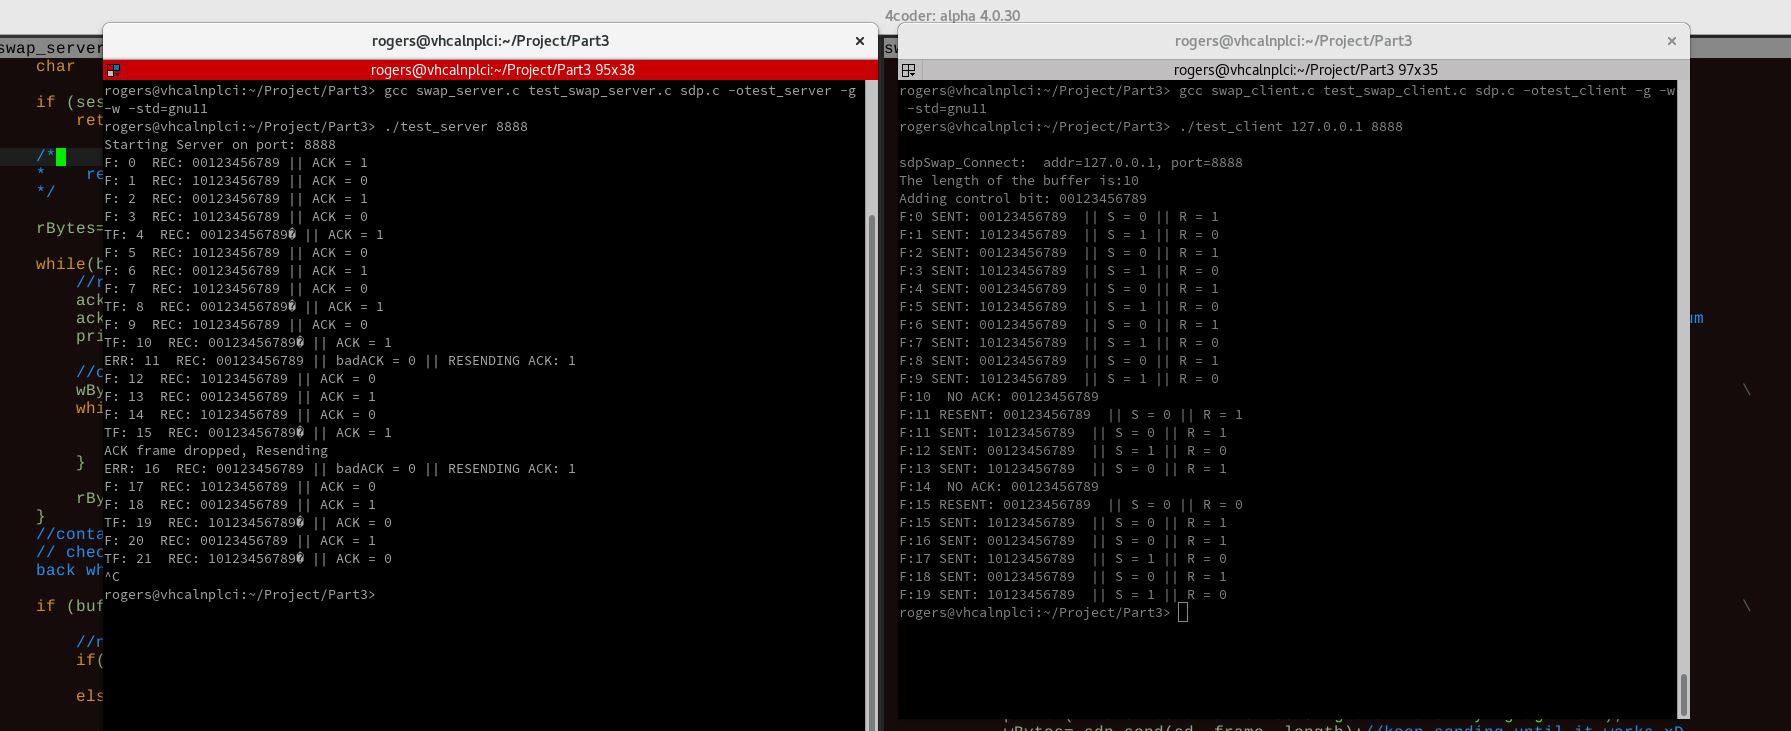 4coder: alpha 4.0.30
swap_server
char
if (ses
ret
/*
* re
*/
rBytes=
while(b
//r
ack
ack
pri
//c
wBy
whi
}
rBy
}
//conta
// chec
back wh
if (buf
//n
if(
els
rogers@vhcalnplci:~/Project/Part3
rogers@vhcalnplci:~/Project/Part3 95x38
rogers@vhcalnplci:~/Project/Part3> gcc swap_server.c test_swap_server.c sdp.c -otest_server -g
-w -std=gnu11
rogers@vhcalnplci:~/Project/Part3> ./test_server 8888
Starting Server on port: 8888
F: 0  REC: 00123456789 || ACK = 1
F: 1  REC: 10123456789 || ACK = 0
F: 2  REC: 00123456789 || ACK = 1
F: 3  REC: 10123456789 || ACK = 0
TF: 4  REC: 00123456789� || ACK = 1
F: 5  REC: 10123456789 || ACK = 0
F: 6  REC: 00123456789 || ACK = 1
F: 7  REC: 10123456789 || ACK = 0
TF: 8  REC: 00123456789� || ACK = 1
F: 9  REC: 10123456789 || ACK = 0
TF: 10  REC: 00123456789� || ACK = 1
ERR: 11  REC: 00123456789 || badACK = 0 || RESENDING ACK: 1
F: 12  REC: 10123456789 || ACK = 0
F: 13  REC: 00123456789 || ACK = 1
F: 14  REC: 10123456789 || ACK = 0
TF: 15  REC: 00123456789� || ACK = 1
ACK frame dropped, Resending
ERR: 16  REC: 00123456789 || badACK = 0 || RESENDING ACK: 1
F: 17  REC: 10123456789 || ACK = 0
F: 18  REC: 00123456789 || ACK = 1
TF: 19  REC: 10123456789� || ACK = 0
F: 20  REC: 00123456789 || ACK = 1
TF: 21  REC: 10123456789� || ACK = 0
^C
rogers@vhcalnplci:~/Project/Part3>
rogers@vhcalnplci:~/Project/Part3
rogers@vhcalnplci:~/Project/Part3 97x35
rogers@vhcalnplci:~/Project/Part3> gcc swap_client.c test_swap_client.c sdp.c -otest_client -g -w
-std=gnu11
rogers@vhcalnplci:~/Project/Part3> ./test_client 127.0.0.1 8888
sdpSwap_Connect:  addr=127.0.0.1, port=8888
The length of the buffer is:10
Adding control bit: 00123456789
F:0 SENT: 00123456789  || S = 0 || R = 1
F:1 SENT: 10123456789  || S = 1 || R = 0
F:2 SENT: 00123456789  || S = 0 || R = 1
F:3 SENT: 10123456789  || S = 1 || R = 0
F:4 SENT: 00123456789  || S = 0 || R = 1
F:5 SENT: 10123456789  || S = 1 || R = 0
F:6 SENT: 00123456789  || S = 0 || R = 1
F:7 SENT: 10123456789  || S = 1 || R = 0
F:8 SENT: 00123456789  || S = 0 || R = 1
F:9 SENT: 10123456789  || S = 1 || R = 0
F:10  NO ACK: 00123456789
F:11 RESENT: 00123456789  || S = 0 || R = 1
F:11 SENT: 10123456789  || S = 0 || R = 1
F:12 SENT: 00123456789  || S = 1 || R = 0
F:13 SENT: 10123456789  || S = 0 || R = 1
F:14  NO ACK: 00123456789
F:15 RESENT: 00123456789  || S = 0 || R = 0
F:15 SENT: 10123456789  || S = 0 || R = 1
F:16 SENT: 00123456789  || S = 0 || R = 1
F:17 SENT: 10123456789  || S = 1 || R = 0
F:18 SENT: 00123456789  || S = 0 || R = 1
F:19 SENT: 10123456789  || S = 1 || R = 0
rogers@vhcalnplci:~/Project/Part3>
um
\
\
wBytes= sdp_send(sd, frame, length);//keep sending until it works xD